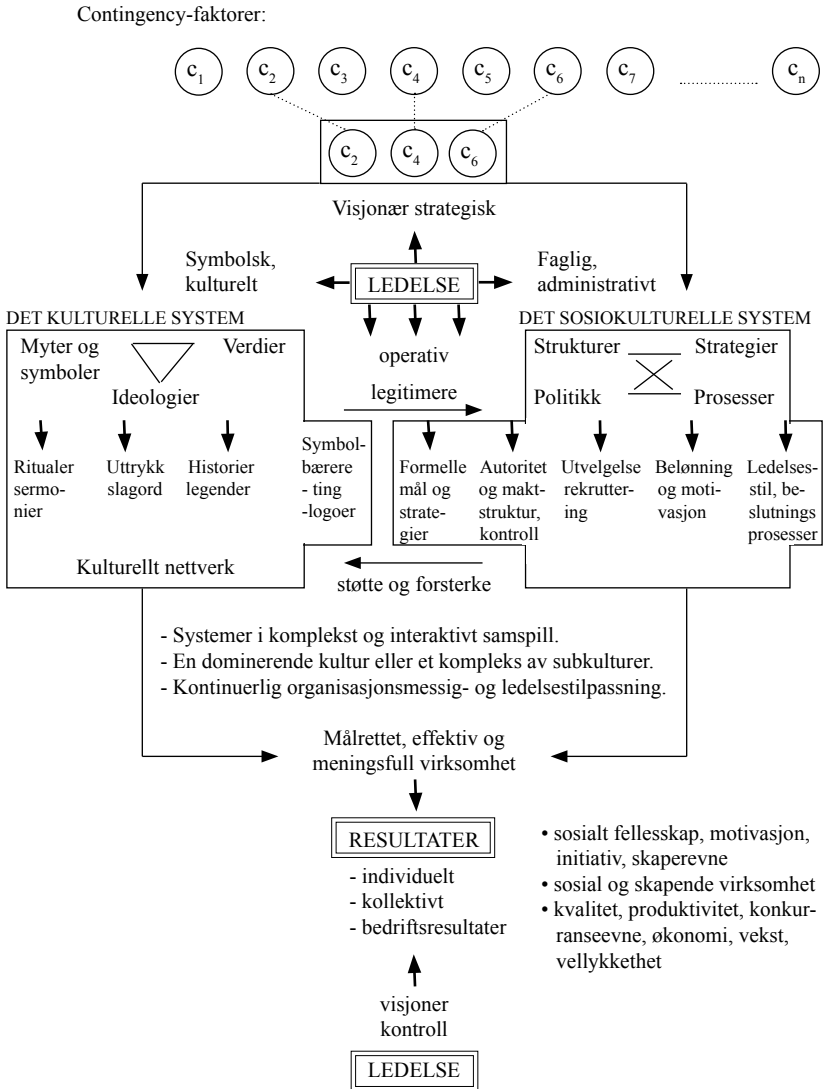 Contingency-faktorer:
c1 c2 c3 c4 c5 c6 c7 .................. cn
c2 c4 c6
Visjonær strategisk
Symbolsk,
kulturelt
LEDELSE
Faglig,
administrativt
DET KULTURELLE SYSTEM
Myter og
symboler
Verdier
Ideologier
operativ
legitimere
DET SOSIOKULTURELLE SYSTEM
Strukturer
Strategier
Politikk
Prosesser
Ritualer
sermo-
nier
Uttrykk
slagord
Historier
legender
Symbol-
bærere
- ting
-logoer
Kulturellt nettverk
Formelle
mål og
strate-
gier
Autoritet
og makt-
struktur,
kontroll
Utvelgelse
rekrutter-
ing
Belønning
og moti-
vasjon
Ledelses-
stil, be-
slutnings
prosesser
støtte og forsterke
- Systemer i komplekst og interaktivt samspill.
- En dominerende kultur eller et kompleks av subkulturer.
- Kontinuerlig organisasjonsmessig- og ledelsestilpassning.
Målrettet, effektiv og
meningsfull virksomhet
RESULTATER
- individuelt
- kollektivt
- bedriftsresultater
• sosialt fellesskap, motivasjon,
initiativ, skaperevne
• sosial og skapende virksomhet
• kvalitet, produktivitet, konkur-
ranseevne, økonomi, vekst,
vellykkethet
visjoner
kontroll
LEDELSE